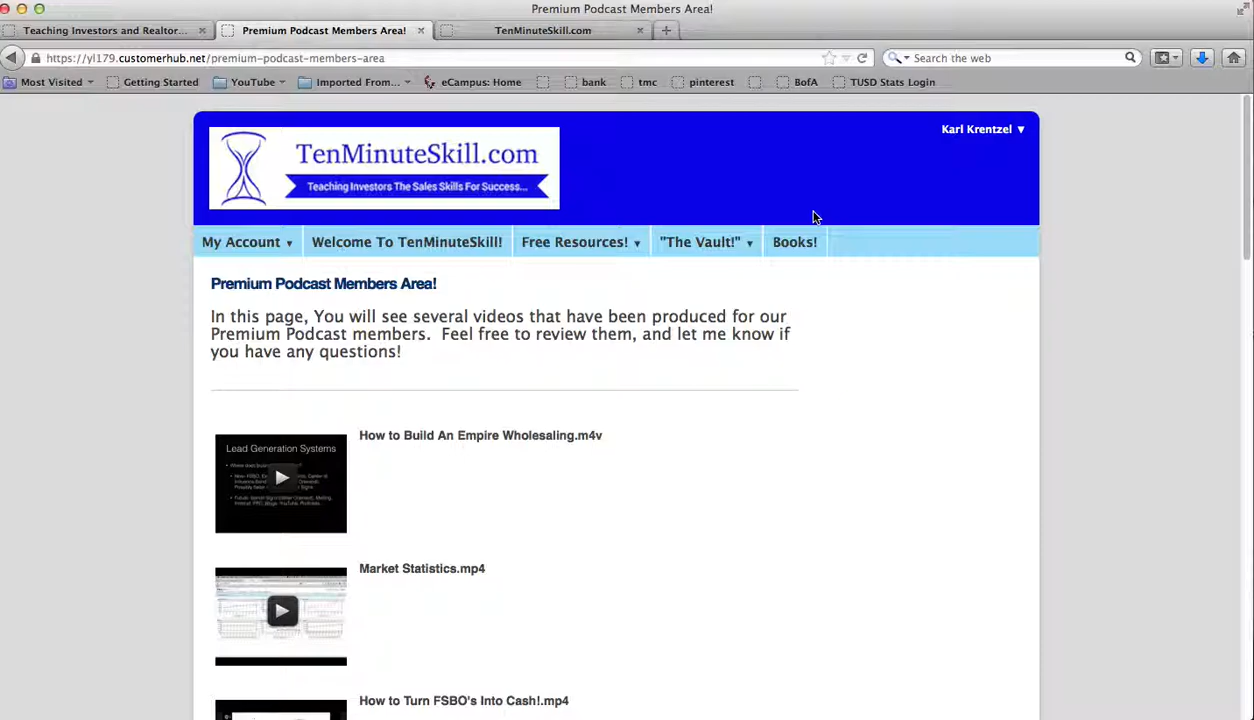 Premium Podcast Members Area!
Teaching Investors and Realtor...
Premium Podcast Members Area!
TenMinuteSkill.com
https://yl179.customerhub.net/premium-podcast-members-area
Search the web
Most Visited
Getting Started
YouTube
Imported From...
eCampus: Home
bank
tmc
pinterest
BofA
TUSD Stats Login
Karl Krentzel ▼
TenMinuteSkill.com
Teaching Investors The Sales Skills For Success...
My Account ▼
Welcome To TenMinuteSkill!
Free Resources! ▼
"The Vault!" ▼
Books!
Premium Podcast Members Area!
In this page, You will see several videos that have been produced for our
Premium Podcast members. Feel free to review them, and let me know if
you have any questions!
Lead Generation Systems
How to Build An Empire Wholesaling.m4v
Market Statistics.mp4
How to Turn FSBO's Into Cash!.mp4